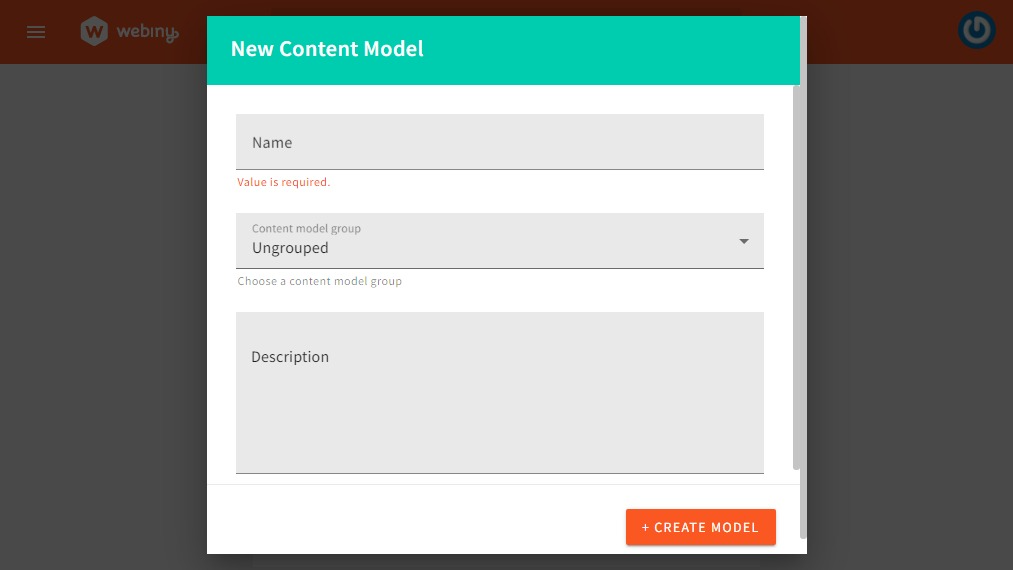 webiny
New Content Model
Name
Value is required.
Content model group
Ungrouped
Choose a content model group
Description
+ CREATE MODEL